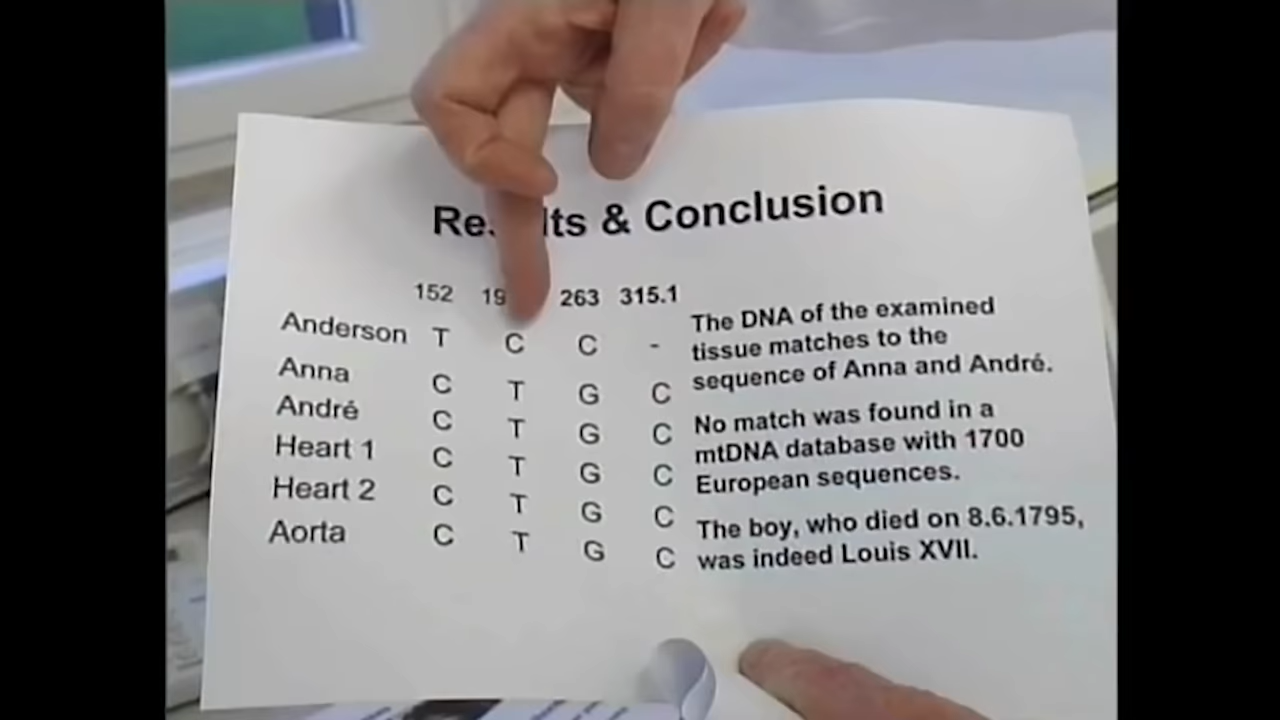 Re lts & Conclusion
152 19 263 315.1
Anderson T C C -
Anna C T G C
André C T G C
Heart 1 C T G C
Heart 2 C T G C
Aorta C T G C
The DNA of the examined
tissue matches to the
sequence of Anna and André.
No match was found in a
mtDNA database with 1700
European sequences.
The boy, who died on 8.6.1795,
was indeed Louis XVII.